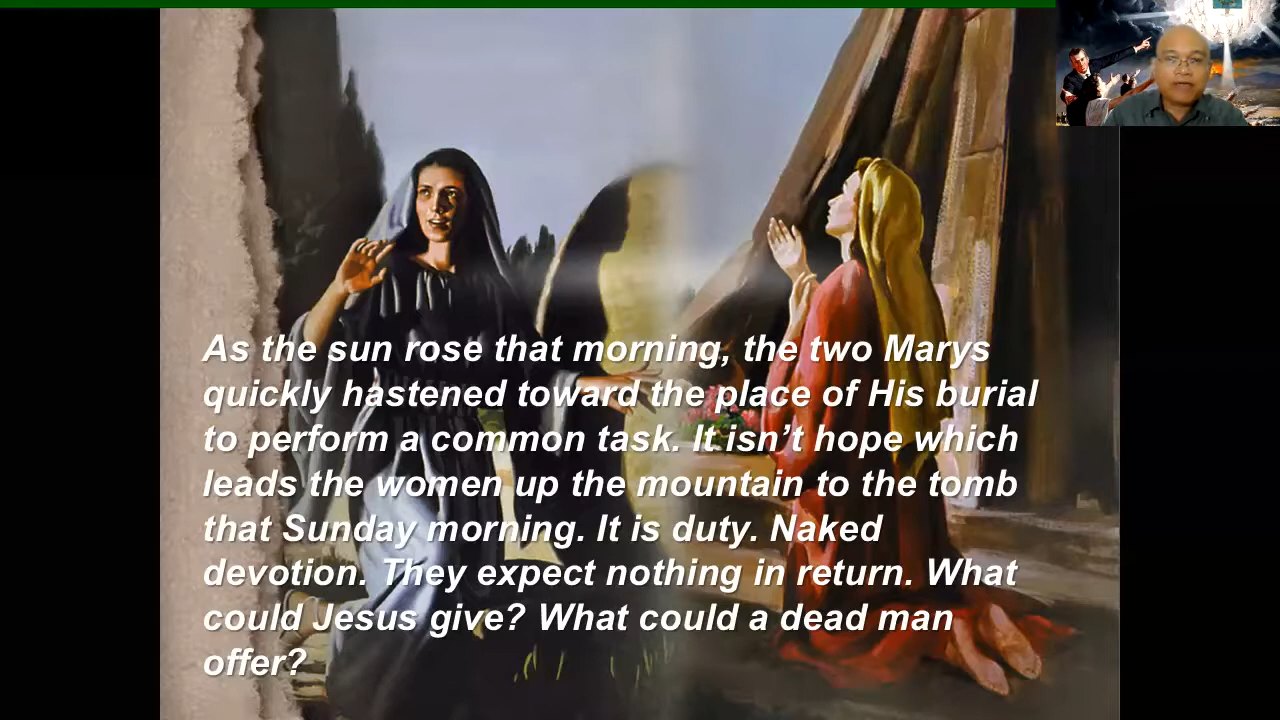 As the sun rose that morning, the two Marys
quickly hastened toward the place of His burial
to perform a common task. It isn’t hope which
leads the women up the mountain to the tomb
that Sunday morning. It is duty. Naked
devotion. They expect nothing in return. What
could Jesus give? What could a dead man
offer?